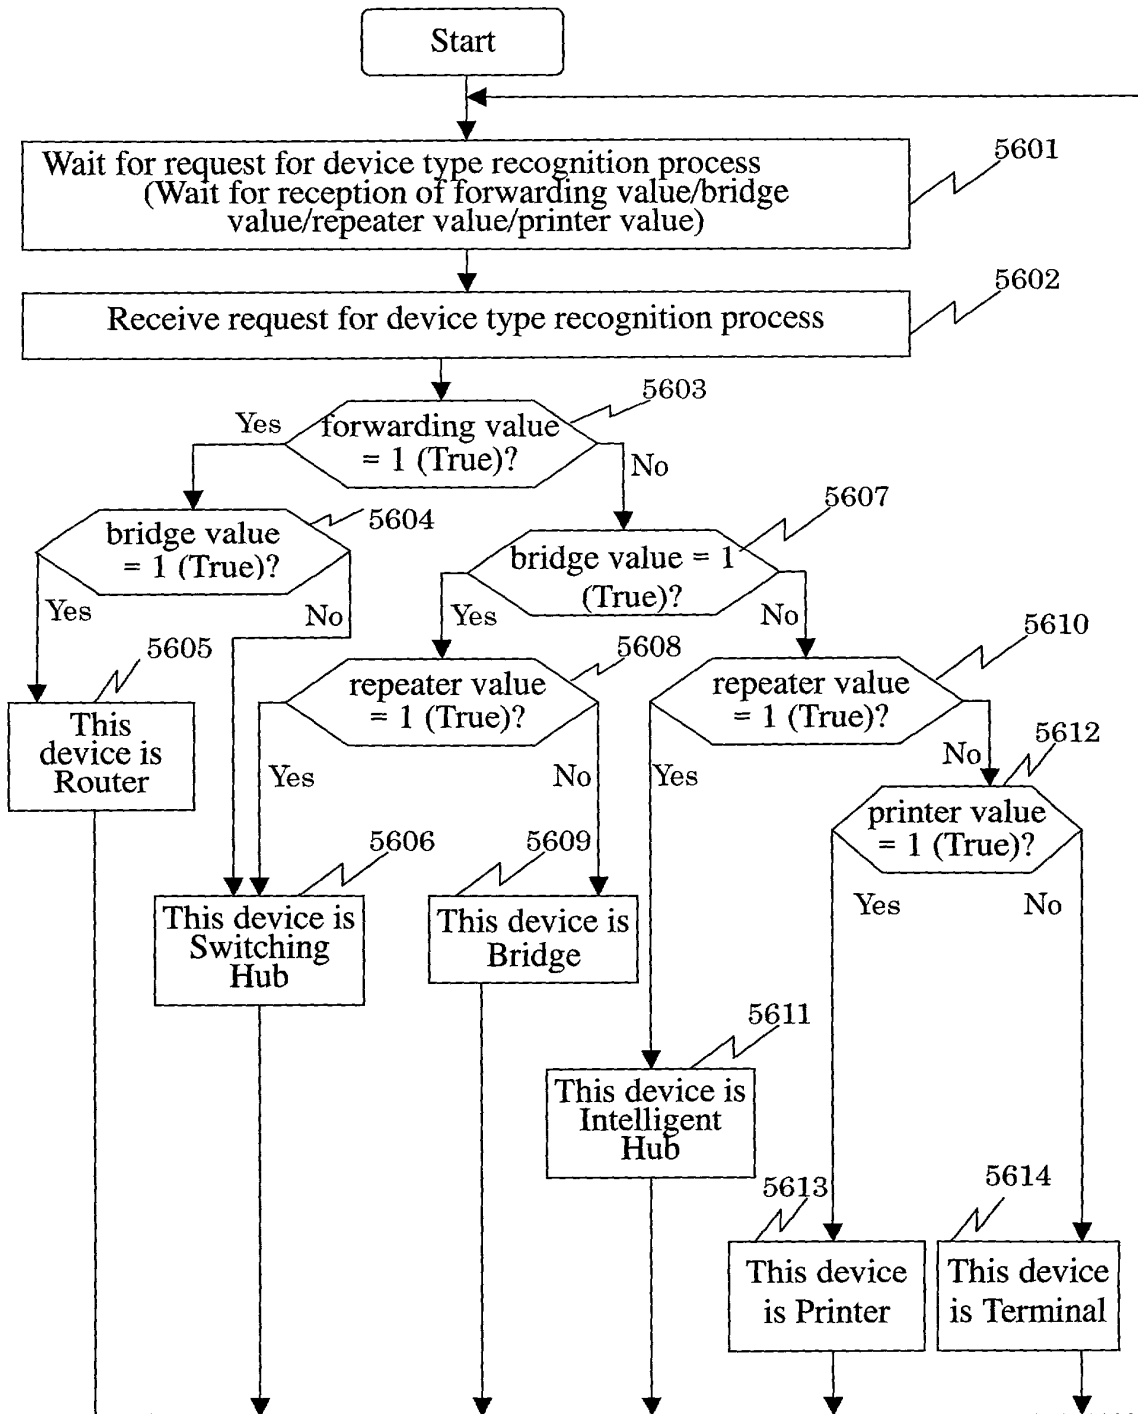 Start
Wait for request for device type recognition process
(Wait for reception of forwarding value/bridge
value/repeater value/printer value)
5601
Receive request for device type recognition process
5602
forwarding value
= 1 (True)?
5603
Yes
No
bridge value
= 1 (True)?
5604
Yes
No
bridge value = 1
(True)?
5607
Yes
No
This
device is
Router
5605
repeater value
= 1 (True)?
5608
Yes
No
repeater value
= 1 (True)?
5610
Yes
No
printer value
= 1 (True)?
5612
Yes
No
This device is
Switching
Hub
5606
This device is
Bridge
5609
This device is
Intelligent
Hub
5611
This device
is Printer
5613
This device
is Terminal
5614